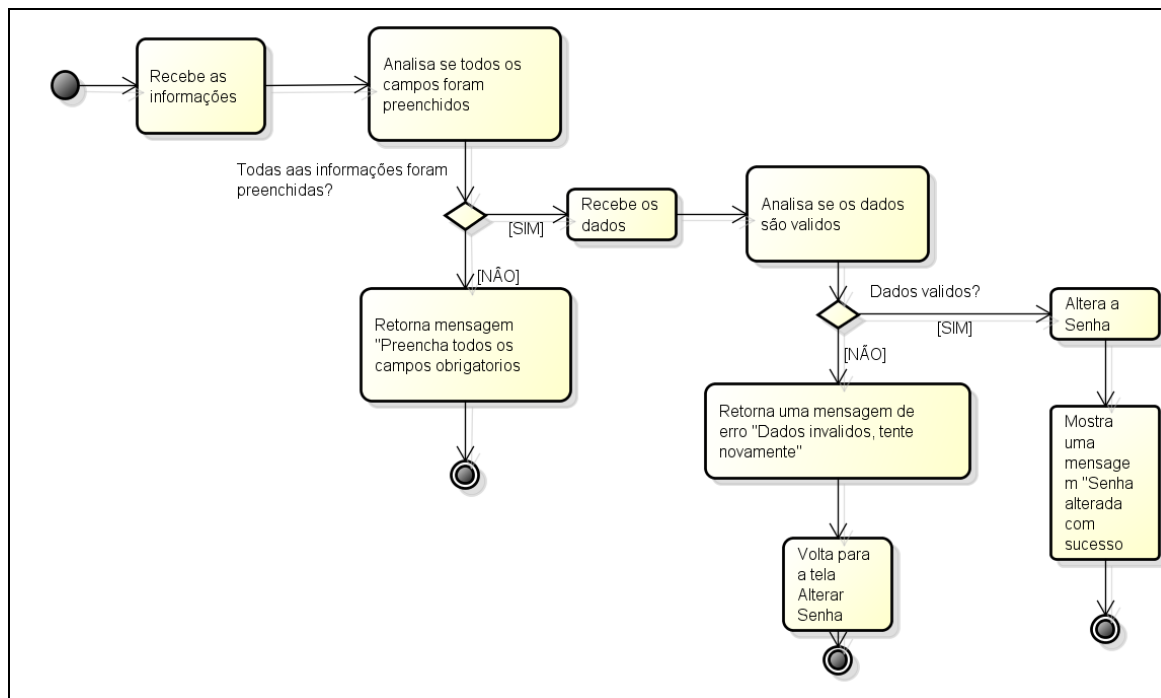 Recebe as
informações
Analisa se todos os
campos foram
preenchidos
Todas aas informações foram
preenchidas?
[SIM]
Recebe os
dados
Analisa se os dados
são validos
[NÂO]
Retorna mensagem
"Preencha todos os
campos obrigatorios
Dados validos?
[SIM]
Altera a
Senha
[NÃO]
Retorna uma mensagem de
erro "Dados invalidos, tente
novamente"
Mostra
uma
mensage
m "Senha
alterada
com
sucesso
Volta para
a tela
Alterar
Senha